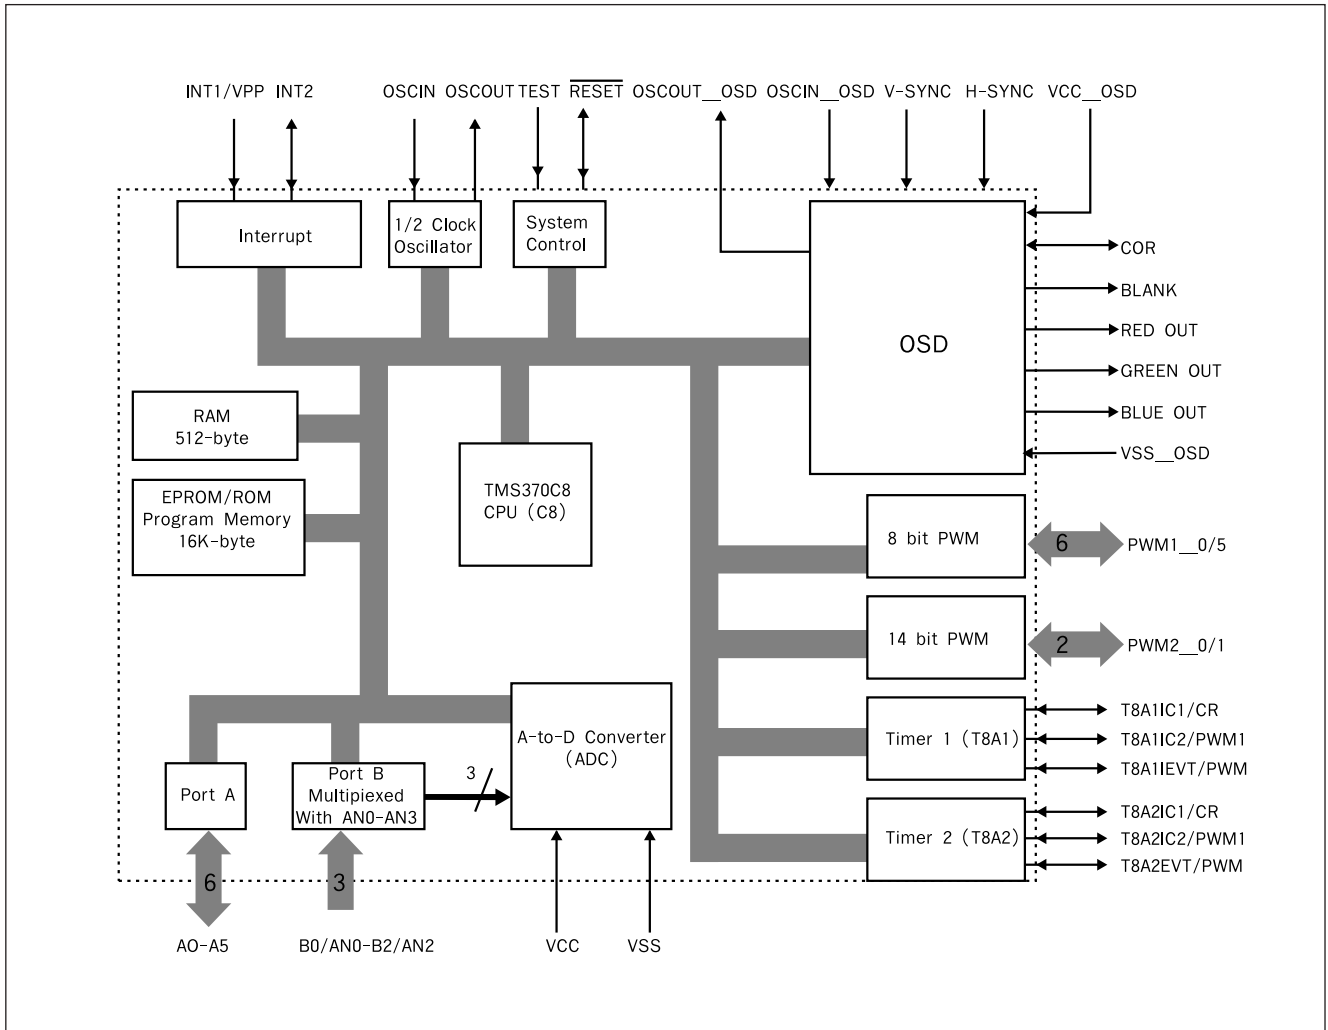 INT1/VPP INT2 OSCIN OSCOUT TEST RESET OSCOUT__OSD OSCIN__OSD V-SYNC H-SYNC VCC__OSD
Interrupt
1/2 Clock
Oscillator
System
Control
OSD
COR
BLANK
RED OUT
GREEN OUT
BLUE OUT
VSS__OSD
RAM
512-byte
EPROM/ROM
Program Memory
16K-byte
TMS370C8
CPU (C8)
8 bit PWM
6
PWM1__0/5
14 bit PWM
2
PWM2__0/1
Timer 1 (T8A1)
T8A1IC1/CR
T8A1IC2/PWM1
T8A1IEVT/PWM
Timer 2 (T8A2)
T8A2IC1/CR
T8A2IC2/PWM1
T8A2EVT/PWM
A-to-D Converter
(ADC)
Port A
Port B
Multipiexed
With AN0-AN3
3
6
3
AO-A5
B0/AN0-B2/AN2
VCC
VSS